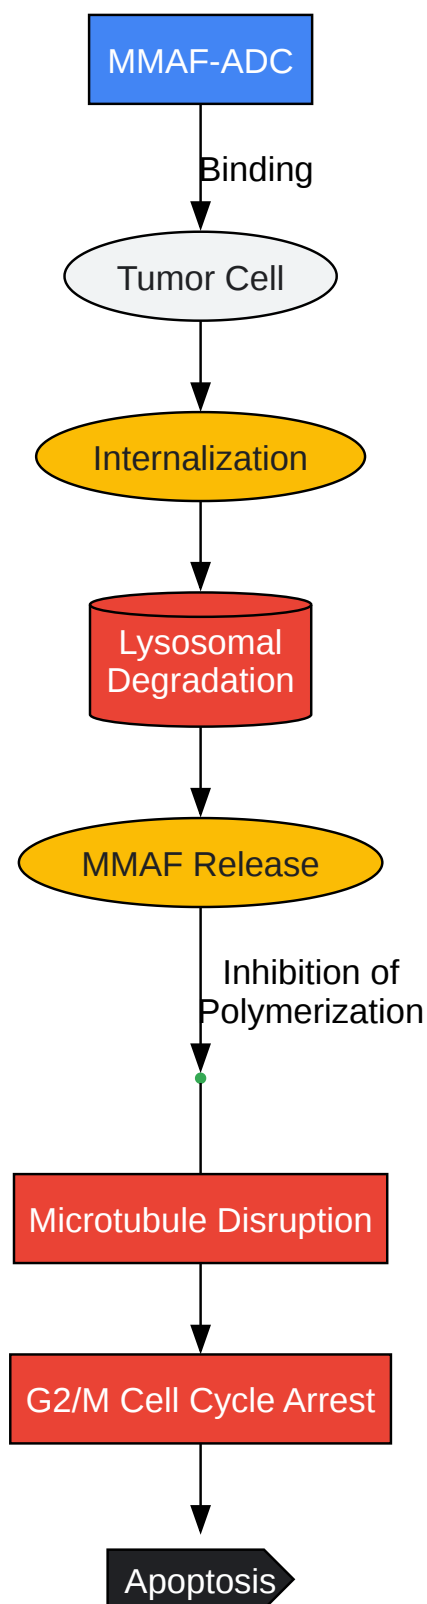 MMAF-ADC
Binding
Tumor Cell
Internalization
Lysosomal
Degradation
MMAF Release
Inhibition of
Polymerization
Microtubule Disruption
G2/M Cell Cycle Arrest
Apoptosis